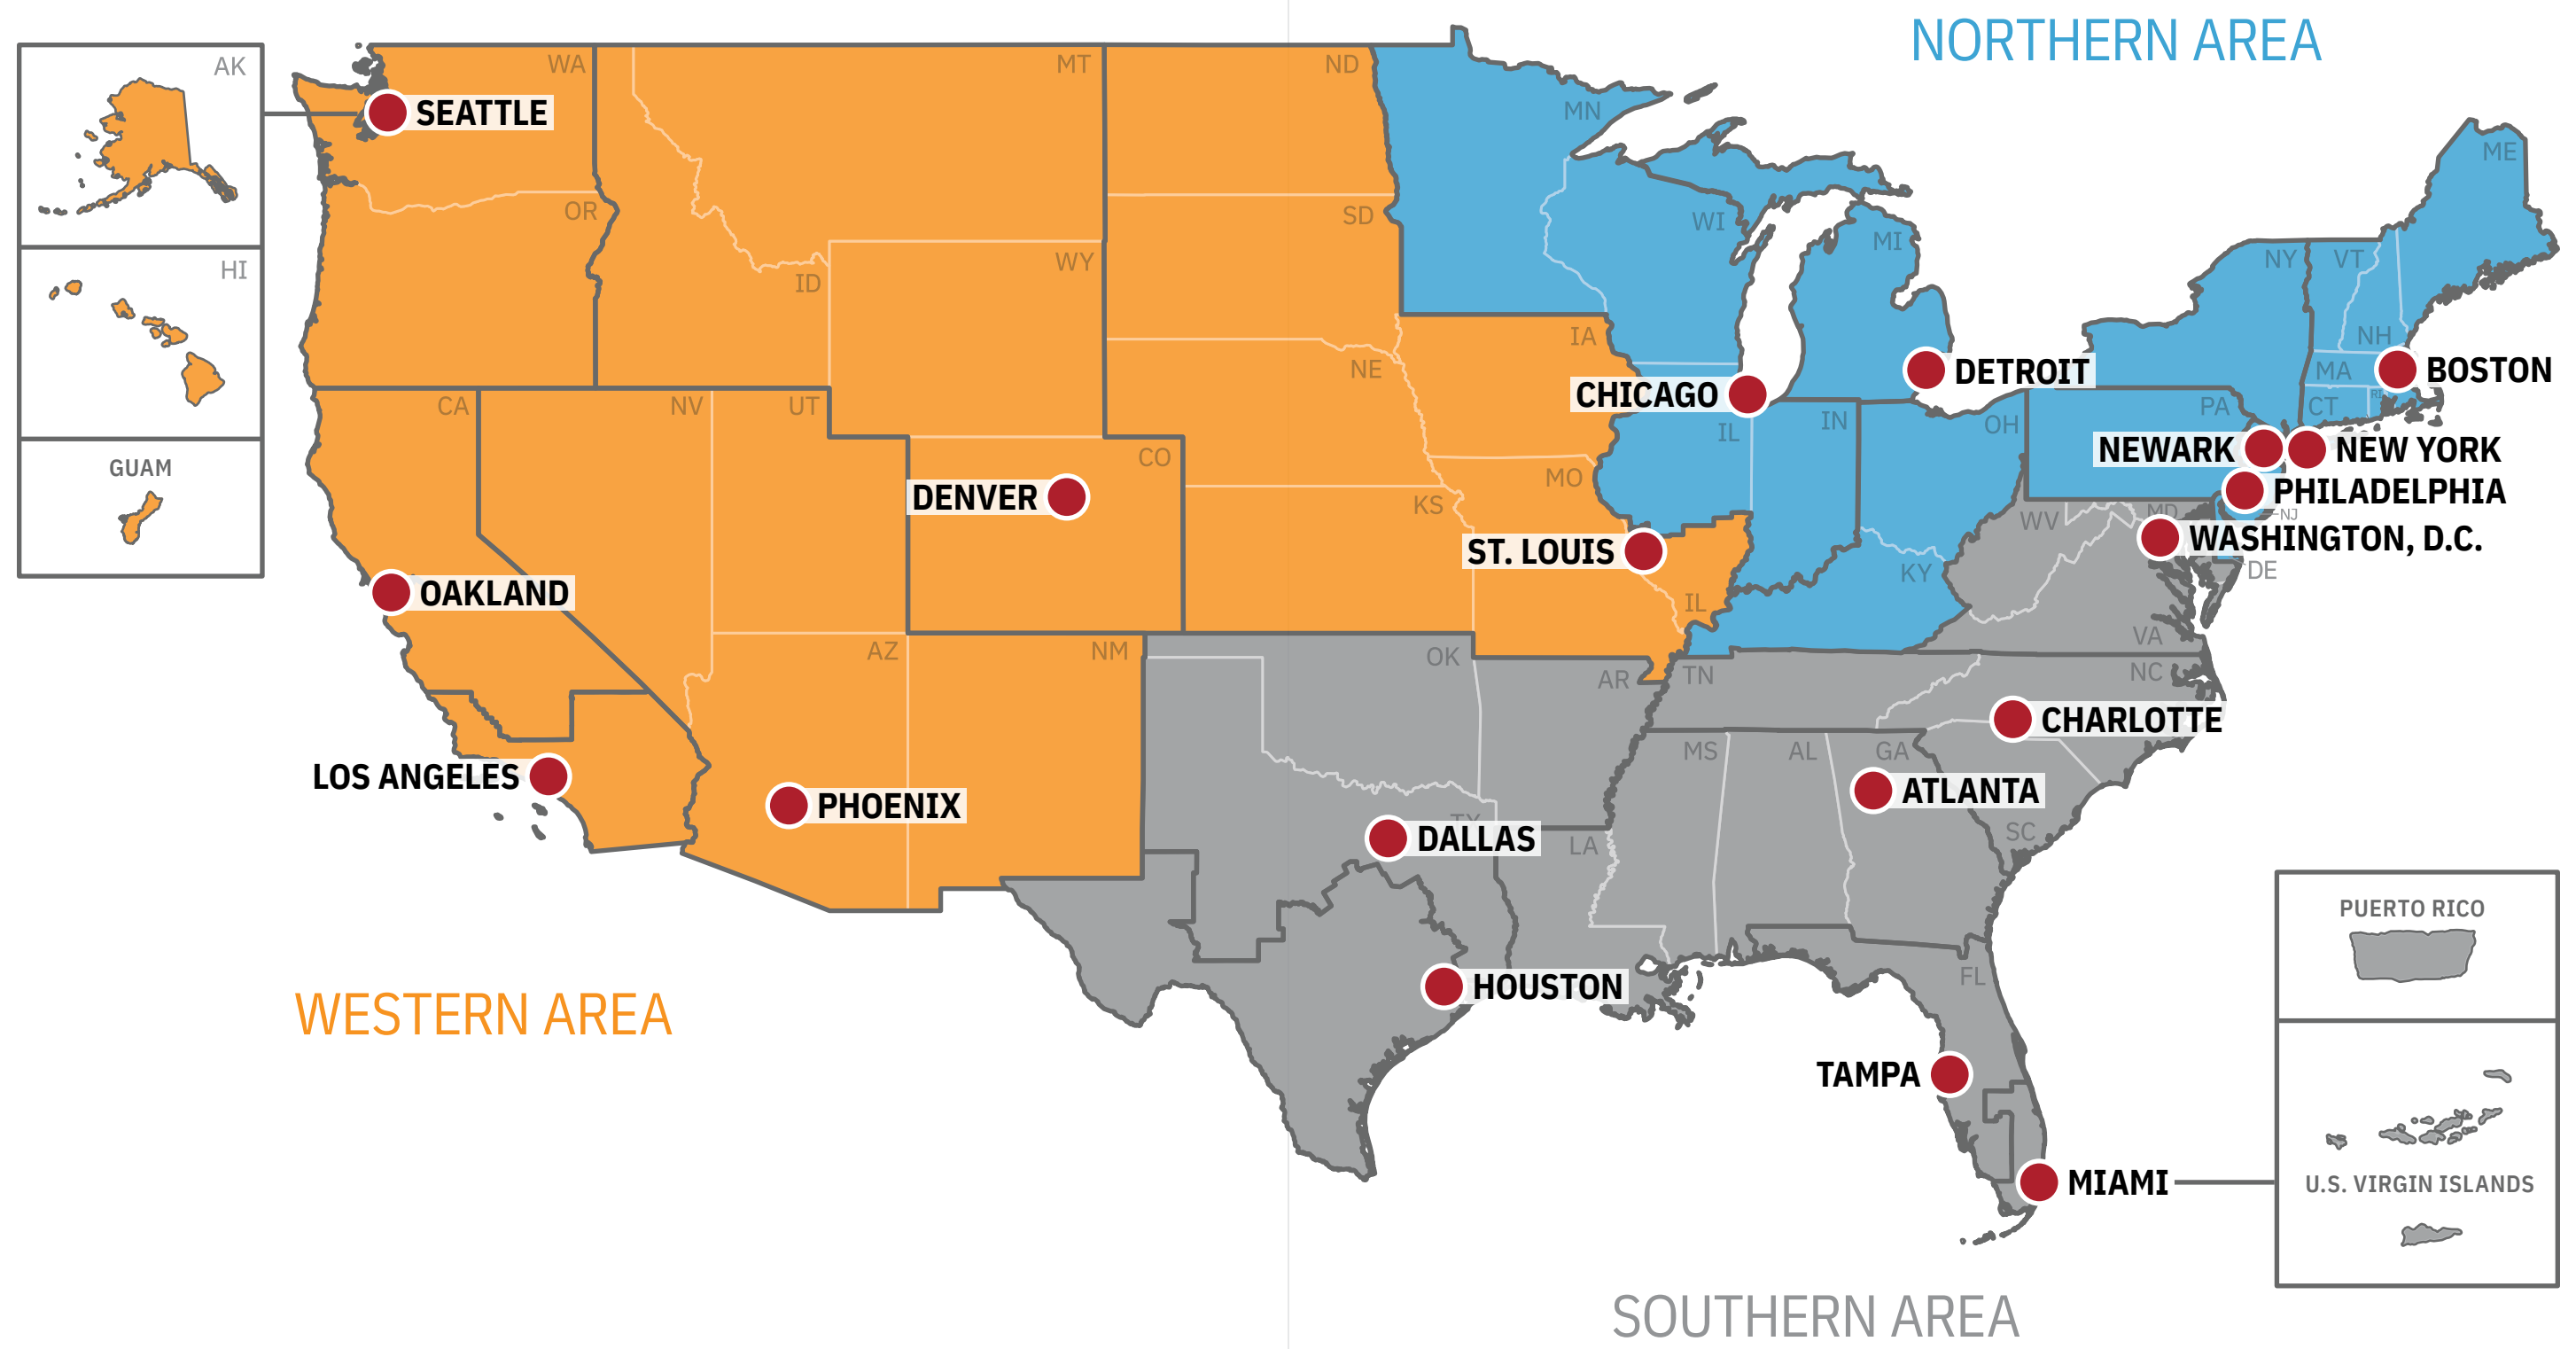 NORTHERN AREA
AK
WA
MT
ND
MN
ME
SEATTLE
OR
SD
WI
MI
HI
WY
ID
NY
VT
NH
IA
NE
DETROIT
MA
BOSTON
CHICAGO
CA
NV
UT
IL
IN
OH
PA
CT
RI
GUAM
CO
MO
NEWARK
NEW YORK
DENVER
KS
PHILADELPHIA
WV
MD
NJ
ST. LOUIS
WASHINGTON, D.C.
KY
DE
OAKLAND
IL
VA
AZ
NM
OK
AR
TN
NC
CHARLOTTE
MS
AL
GA
LOS ANGELES
PHOENIX
ATLANTA
TX
DALLAS
LA
SC
PUERTO RICO
HOUSTON
FL
WESTERN AREA
TAMPA
MIAMI
U.S. VIRGIN ISLANDS
SOUTHERN AREA